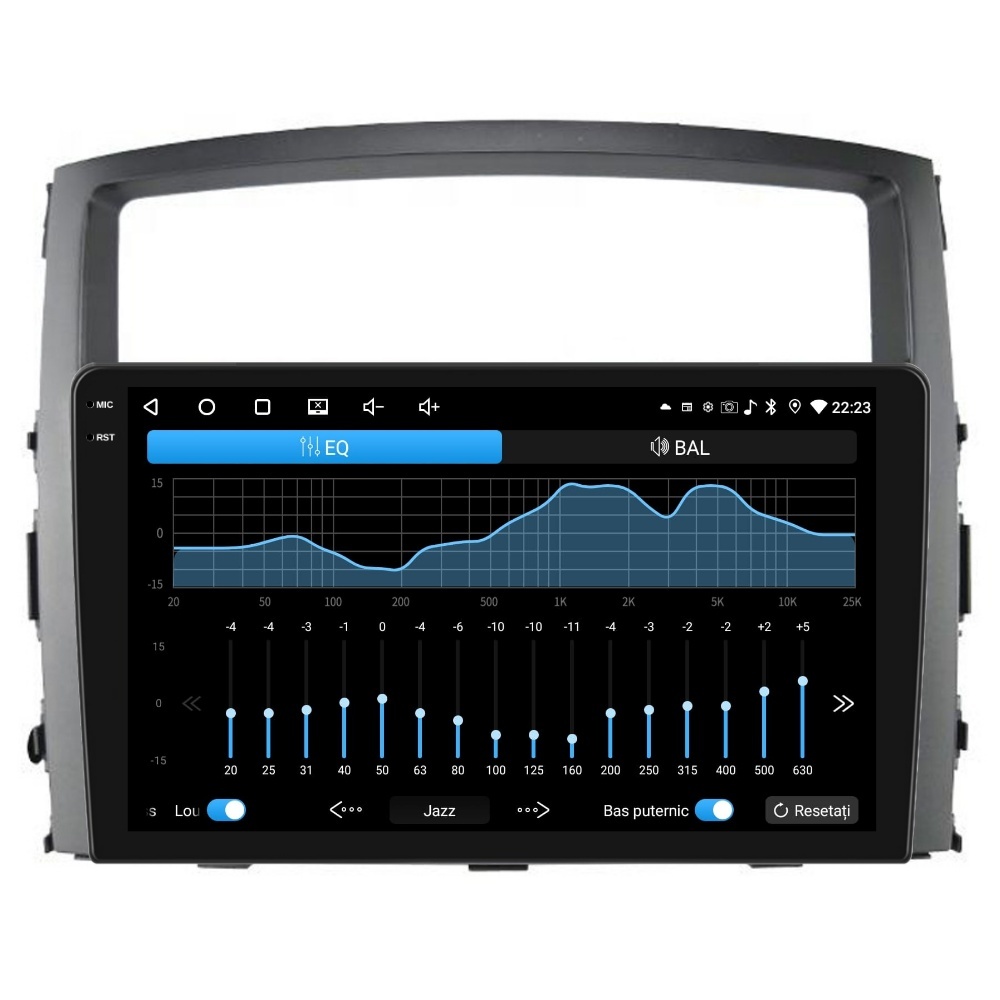 MIC
22:23
RST
EQ
BAL
15
0
-15
20 50 100 200 500 1K 2K 5K 10K 25K
-4 -4 -3 -1 0 -4 -6 -10 -10 -11 -4 -3 -2 -2 +2 +5
15
0
-15
20 25 31 40 50 63 80 100 125 160 200 250 315 400 500 630
s Lou Jazz Bas puternic Resetați